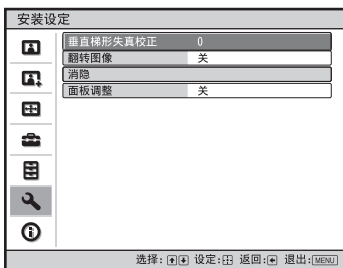 安装设定
垂直梯形失真校正 0
翻转图像 关
消隐
面板调整 关
选择: 设定: 返回: 退出: MENU